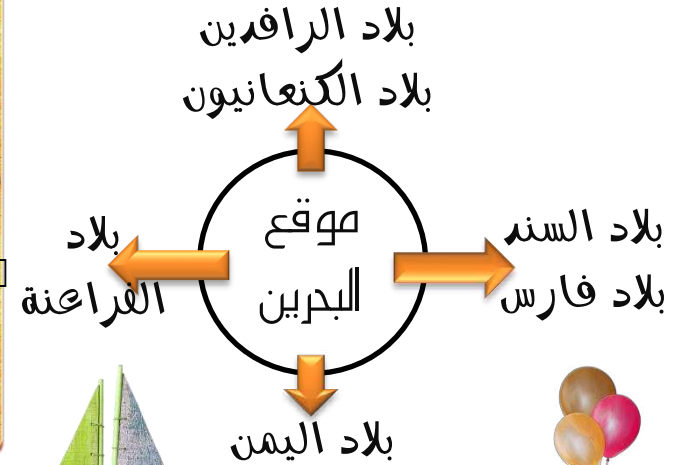 بلاد الرافدين
بلاد الكنعانيون
موقع
البحرين
بلاد السند
بلاد فارس
بلاد
الفراعنة
بلاد اليمن